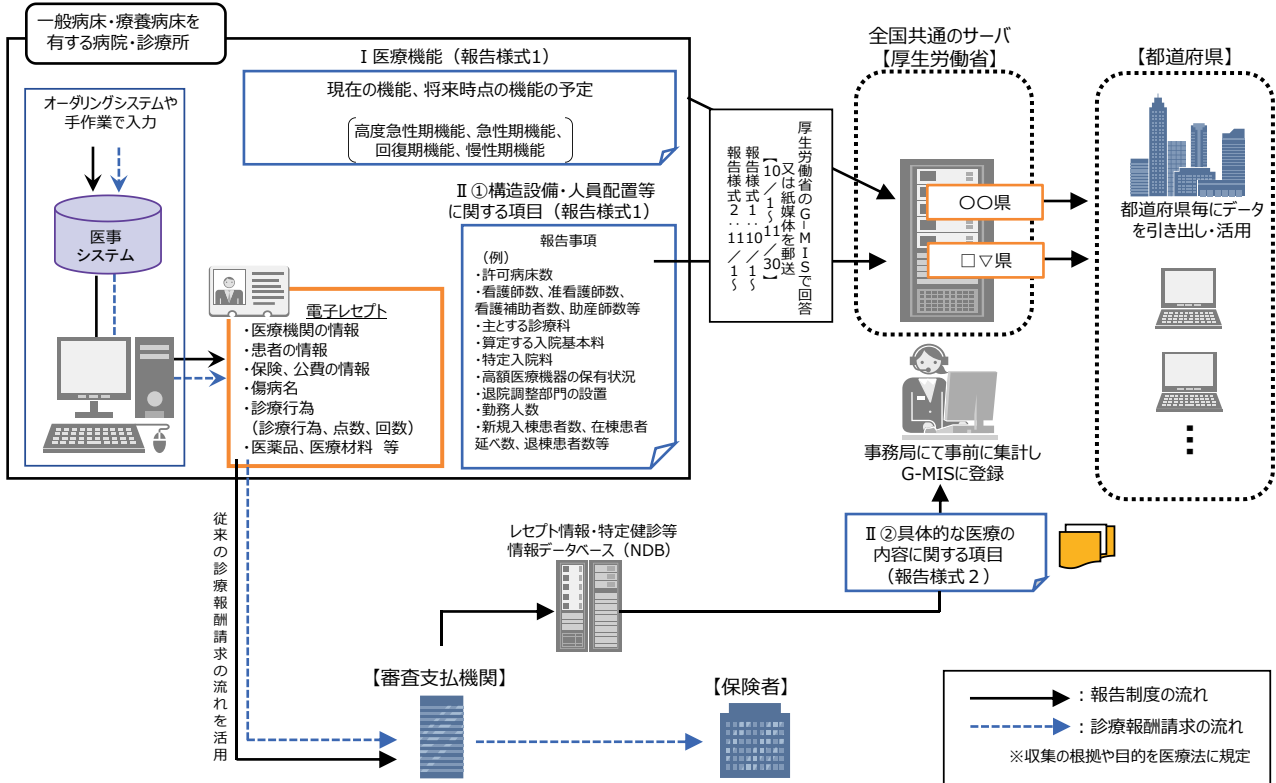 一般病床・療養病床を
有する病院・診療所
オーダリングシステムや
手作業で入力
医事
システム
Ⅰ 医療機能（報告様式1）
現在の機能、将来時点の機能の予定
高度急性期機能、急性期機能、
回復期機能、慢性期機能
Ⅱ ①構造設備・人員配置等
に関する項目（報告様式1）
報告事項
（例）
・許可病床数
・看護師数、准看護師数、
看護補助者数、助産師数等
・主とする診療科
・算定する入院基本料
・特定入院料
・高額医療機器の保有状況
・退院調整部門の設置
・勤務人数
・新規入棟患者数、在棟患者
延べ数、退棟患者数等
電子レセプト
・医療機関の情報
・患者の情報
・保険、公費の情報
・傷病名
・診療行為
（診療行為、点数、回数）
・医薬品、医療材料 等
厚生労働省のG-MISで回答
又は紙媒体を郵送
【10／1～11／30】
報告様式1：10／1～
報告様式2：11／1～
全国共通のサーバ
【厚生労働省】
〇〇県
□▽県
【都道府県】
都道府県毎にデータ
を引き出し・活用
事務局にて事前に集計し
G-MISに登録
Ⅱ ②具体的な医療の
内容に関する項目
（報告様式２）
レセプト情報・特定健診等
情報データベース（NDB）
従来の診療報酬請求の流れを活用
【審査支払機関】
【保険者】
：報告制度の流れ
：診療報酬請求の流れ
※収集の根拠や目的を医療法に規定